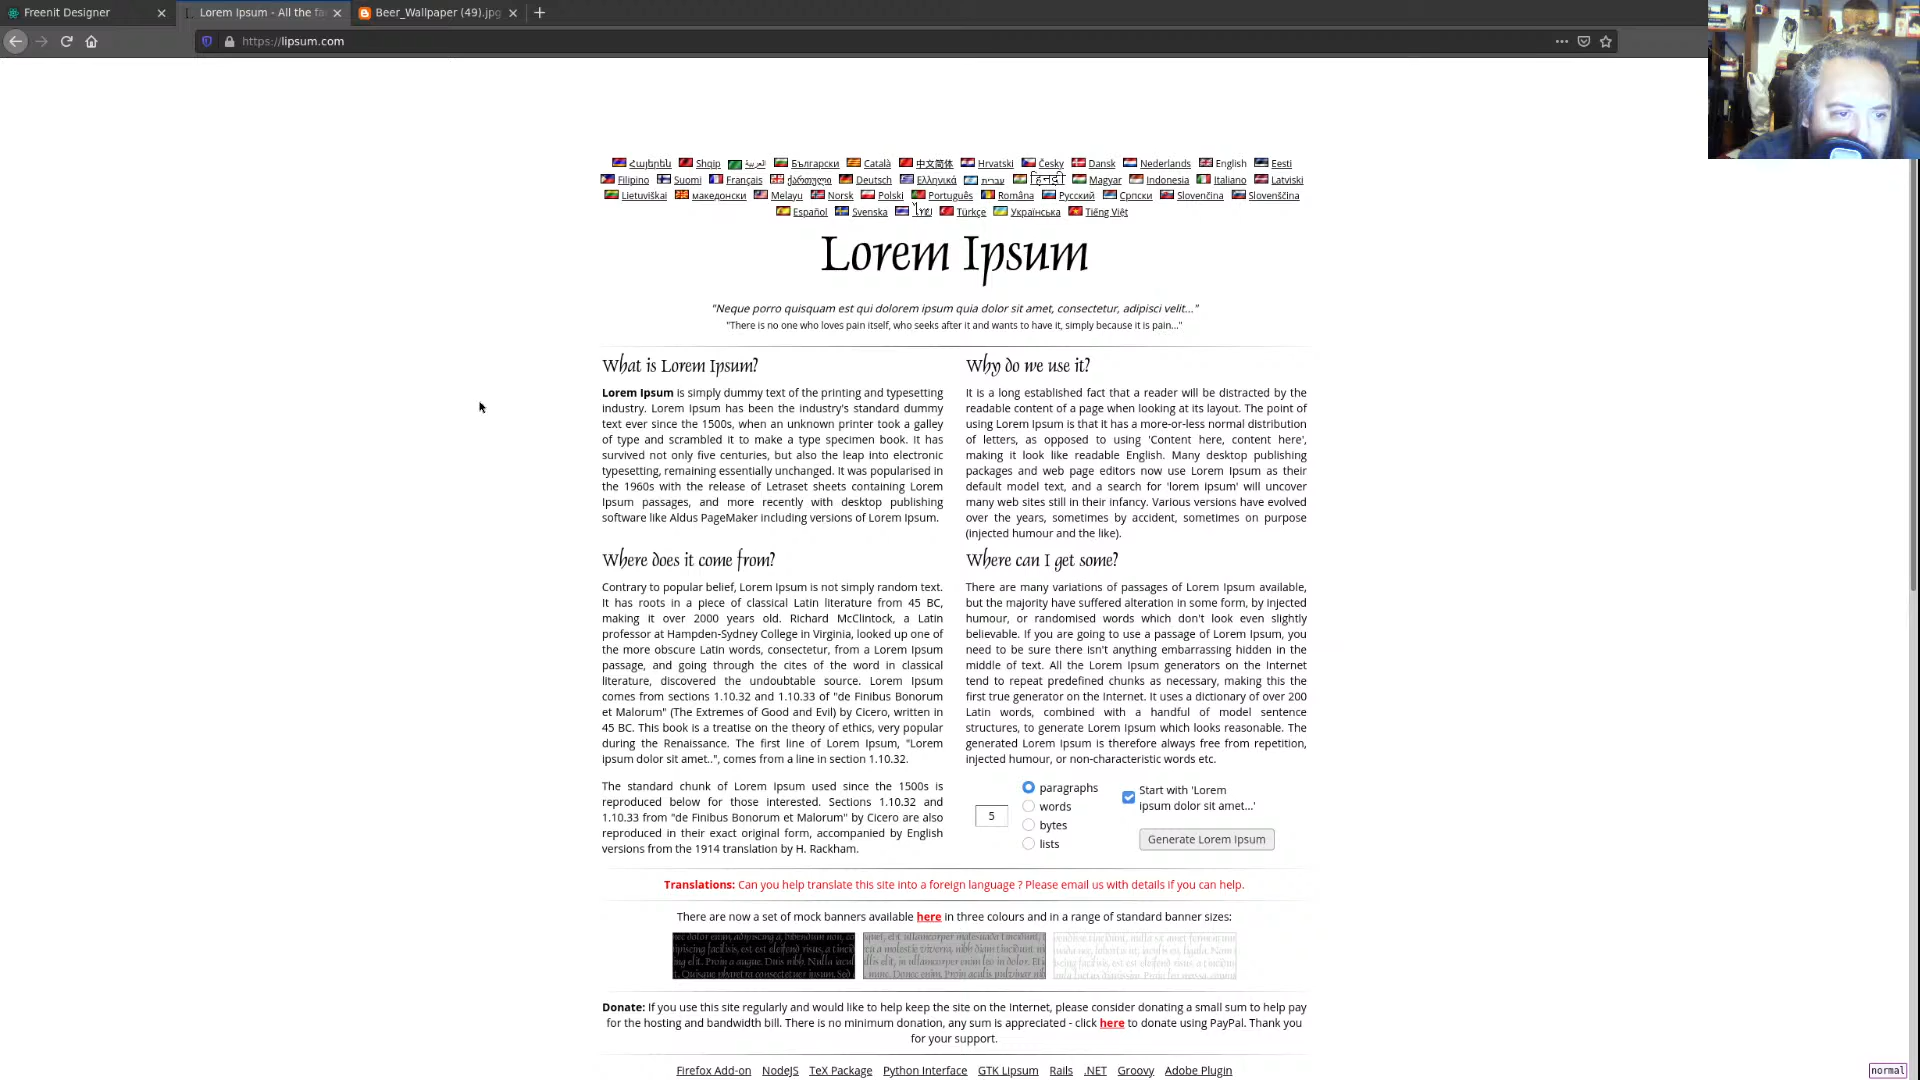 Freenit Designer
Lorem Ipsum - All the fa
Beer_Wallpaper (49).jpg
https://lipsum.com
Հայերեն Shqip العربية Български Català 中文简体 Hrvatski Česky Dansk Nederlands English Eesti
Filipino Suomi Français ქართული Deutsch Ελληνικά עברית हिन्दी Magyar Indonesia Italiano Latviski
Lietuviškai македонски Melayu Norsk Polski Português Româna Pyccкий Српски Slovenčina Slovenščina
Español Svenska ไทย Türkçe Українська Tiếng Việt
Lorem Ipsum
"Neque porro quisquam est qui dolorem ipsum quia dolor sit amet, consectetur, adipisci velit..."
"There is no one who loves pain itself, who seeks after it and wants to have it, simply because it is pain..."
What is Lorem Ipsum?
Lorem Ipsum is simply dummy text of the printing and typesetting
industry. Lorem Ipsum has been the industry's standard dummy
text ever since the 1500s, when an unknown printer took a galley
of type and scrambled it to make a type specimen book. It has
survived not only five centuries, but also the leap into electronic
typesetting, remaining essentially unchanged. It was popularised in
the 1960s with the release of Letraset sheets containing Lorem
Ipsum passages, and more recently with desktop publishing
software like Aldus PageMaker including versions of Lorem Ipsum.
Why do we use it?
It is a long established fact that a reader will be distracted by the
readable content of a page when looking at its layout. The point of
using Lorem Ipsum is that it has a more-or-less normal distribution
of letters, as opposed to using 'Content here, content here',
making it look like readable English. Many desktop publishing
packages and web page editors now use Lorem Ipsum as their
default model text, and a search for 'lorem ipsum' will uncover
many web sites still in their infancy. Various versions have evolved
over the years, sometimes by accident, sometimes on purpose
(injected humour and the like).
Where does it come from?
Contrary to popular belief, Lorem Ipsum is not simply random text.
It has roots in a piece of classical Latin literature from 45 BC,
making it over 2000 years old. Richard McClintock, a Latin
professor at Hampden-Sydney College in Virginia, looked up one of
the more obscure Latin words, consectetur, from a Lorem Ipsum
passage, and going through the cites of the word in classical
literature, discovered the undoubtable source. Lorem Ipsum
comes from sections 1.10.32 and 1.10.33 of "de Finibus Bonorum
et Malorum" (The Extremes of Good and Evil) by Cicero, written in
45 BC. This book is a treatise on the theory of ethics, very popular
during the Renaissance. The first line of Lorem Ipsum, "Lorem
ipsum dolor sit amet..", comes from a line in section 1.10.32.
The standard chunk of Lorem Ipsum used since the 1500s is
reproduced below for those interested. Sections 1.10.32 and
1.10.33 from "de Finibus Bonorum et Malorum" by Cicero are also
reproduced in their exact original form, accompanied by English
versions from the 1914 translation by H. Rackham.
Where can I get some?
There are many variations of passages of Lorem Ipsum available,
but the majority have suffered alteration in some form, by injected
humour, or randomised words which don't look even slightly
believable. If you are going to use a passage of Lorem Ipsum, you
need to be sure there isn't anything embarrassing hidden in the
middle of text. All the Lorem Ipsum generators on the Internet
tend to repeat predefined chunks as necessary, making this the
first true generator on the Internet. It uses a dictionary of over 200
Latin words, combined with a handful of model sentence
structures, to generate Lorem Ipsum which looks reasonable. The
generated Lorem Ipsum is therefore always free from repetition,
injected humour, or non-characteristic words etc.
5
paragraphs
words
bytes
lists
Start with 'Lorem
ipsum dolor sit amet...'
Generate Lorem Ipsum
Translations: Can you help translate this site into a foreign language ? Please email us with details if you can help.
There are now a set of mock banners available here in three colours and in a range of standard banner sizes:
Donate: If you use this site regularly and would like to help keep the site on the Internet, please consider donating a small sum to help pay
for the hosting and bandwidth bill. There is no minimum donation, any sum is appreciated - click here to donate using PayPal. Thank you
for your support.
Firefox Add-on NodeJS TeX Package Python Interface GTK Lipsum Rails .NET Groovy Adobe Plugin
normal